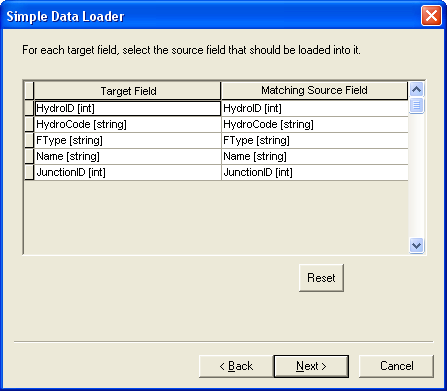 Simple Data Loader
For each target field, select the source field that should be loaded into it.
Target Field Matching Source Field
HydroID [int] HydroID [int]
HydroCode [string] HydroCode [string]
FType [string] FType [string]
Name [string] Name [string]
JunctionID [int] JunctionID [int]
Reset
< Back Next > Cancel